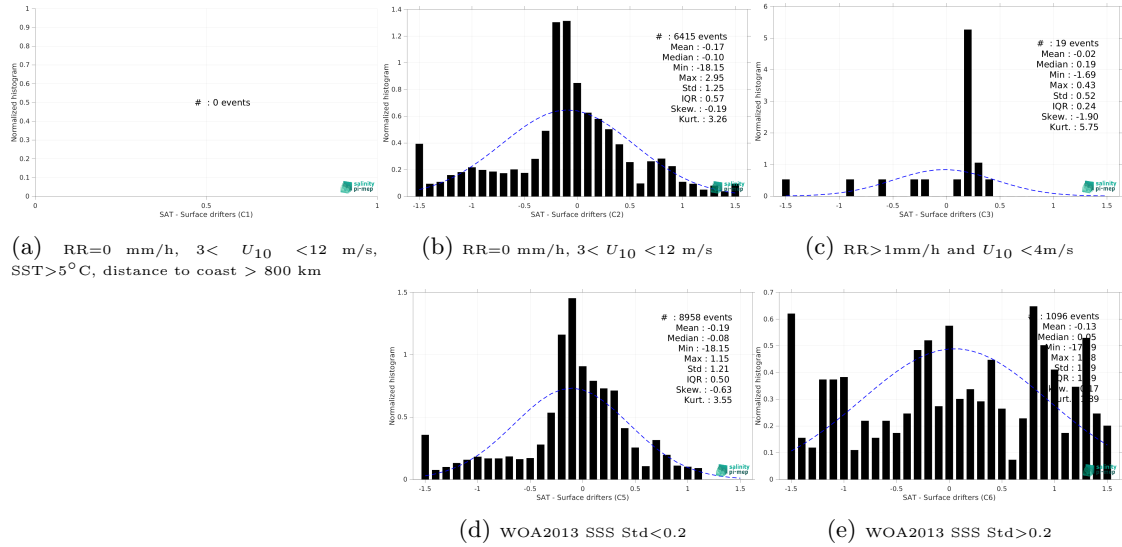 1
0.9
0.8
0.7
0.6
0.5
0.4
0.3
0.2
0.1
0
Normalized histogram
# : 0 events
salinity
pi-mep
0 1
SAT - Surface drifters (C1)
(a) RR=0 mm/h, 3< U10 <12 m/s,
SST>5°C, distance to coast > 800 km
1.4
1.2
1
0.8
0.6
0.4
0.2
0
Normalized histogram
# : 6415 events
Mean : -0.17
Median : -0.10
Min : -18.15
Max : 2.95
Std : 1.25
IQR : 0.57
Skew. : -0.19
Kurt. : 3.26
salinity
pi-mep
-1.5 -1 -0.5 0 0.5 1 1.5
SAT - Surface drifters (C2)
(b) RR=0 mm/h, 3< U10 <12 m/s
6
5
4
3
2
1
0
Normalized histogram
# : 19 events
Mean : -0.02
Median : 0.19
Min : -1.69
Max : 0.43
Std : 0.52
IQR : 0.24
Skew. : -1.90
Kurt. : 5.75
salinity
pi-mep
-1.5 -1 -0.5 0 0.5 1 1.5
SAT - Surface drifters (C3)
(c) RR>1mm/h and U10 <4m/s
1.5
1
0.5
0
Normalized histogram
# : 8958 events
Mean : -0.19
Median : -0.08
Min : -18.15
Max : 1.15
Std : 1.21
IQR : 0.50
Skew. : -0.63
Kurt. : 3.55
salinity
pi-mep
-1.5 -1 -0.5 0 0.5 1 1.5
SAT - Surface drifters (C5)
(d) WOA2013 SSS Std<0.2
0.7
0.6
0.5
0.4
0.3
0.2
0.1
0
Normalized histogram
# : 1096 events
Mean : -0.13
Median : 0.05
Min :
Max :
Std :
IQR :
salinity
pi-mep
-1.5 -1 -0.5 0 0.5 1 1.5
SAT - Surface drifters (C6)
(e) WOA2013 SSS Std>0.2